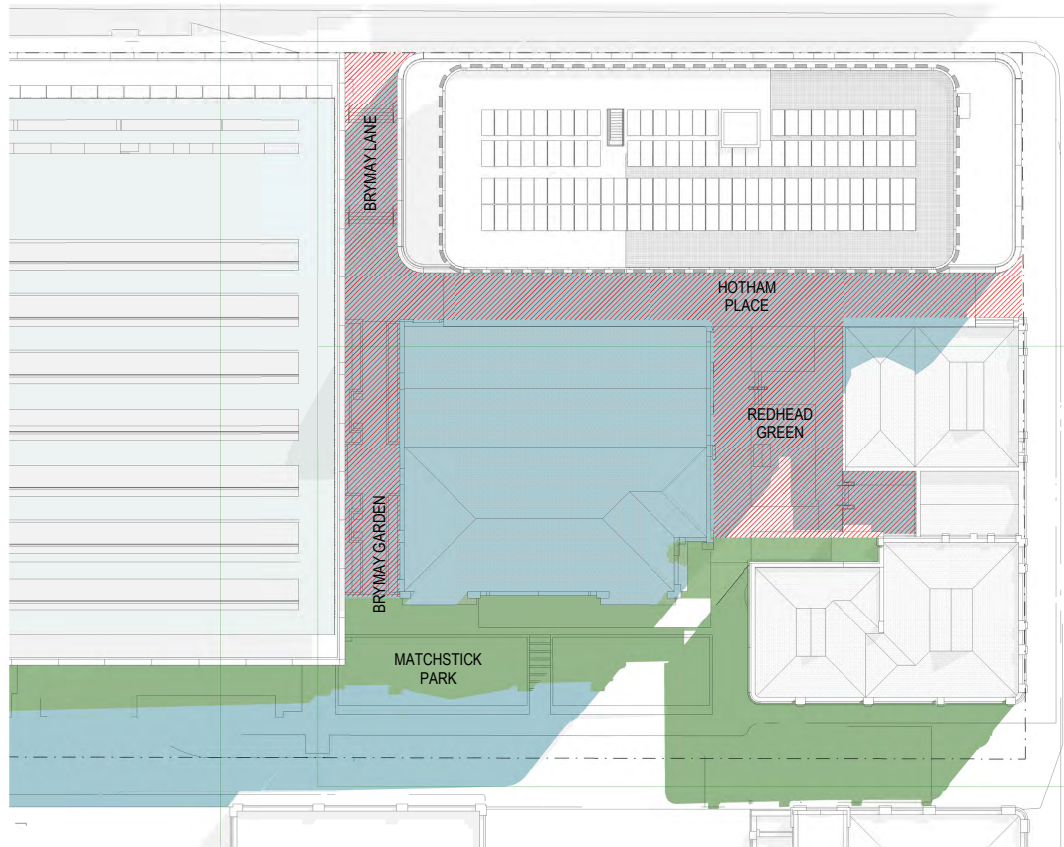 BRYMAY LANE
HOTHAM
PLACE
REDHEAD
GREEN
BRYMAY GARDEN
MATCHSTICK
PARK